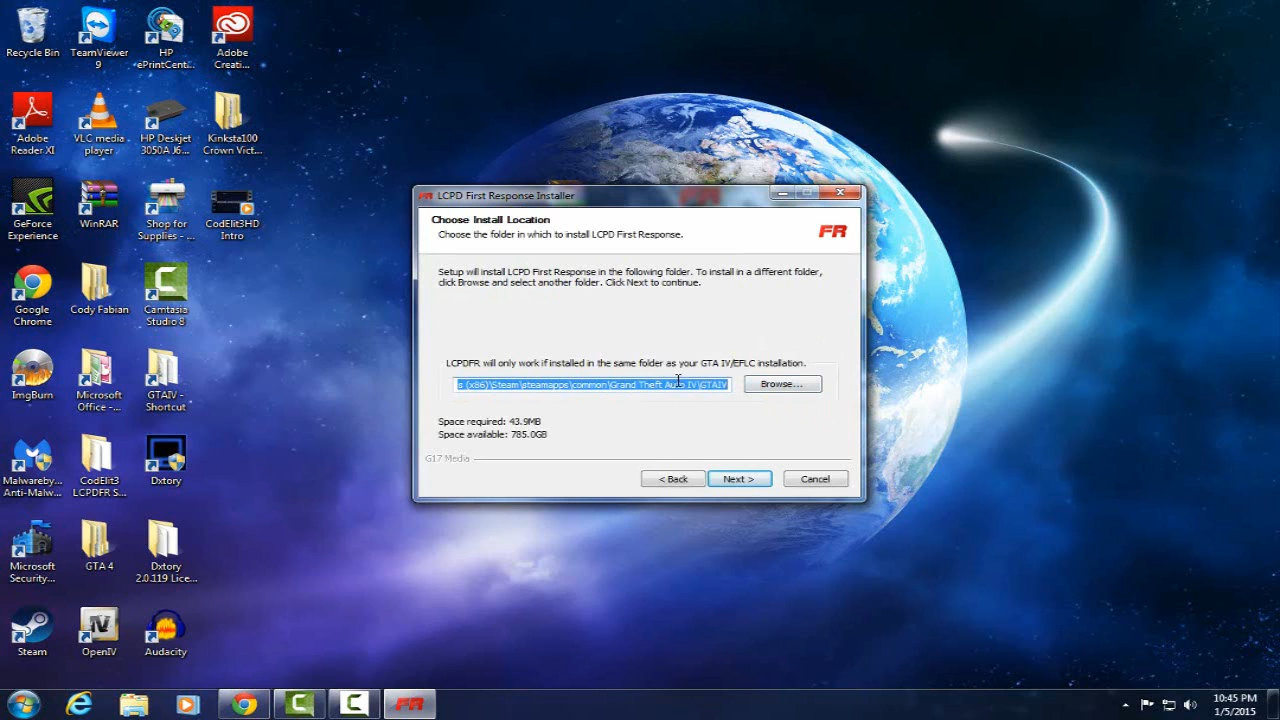 Recycle Bin
TeamViewer 9
HP ePrintCent...
Adobe Creati...
Adobe Reader XI
VLC media player
HP Deskjet 3050A J6...
Kinksta100 Crown Vict...
GeForce Experience
WinRAR
Shop for Supplies - ...
CodElit3HD Intro
Google Chrome
Cody Fabian
Camtasia Studio 8
ImgBurn
Microsoft Office - ...
GTAIV - Shortcut
Malwareby... Anti-Malw...
CodElit3 LCPDFR S...
Dxtory
Microsoft Security...
GTA 4
Dxtory 2.0.119 Lice...
Steam
OpenIV
Audacity
FR LCPD First Response Installer
Choose Install Location
Choose the folder in which to install LCPD First Response.
FR
Setup will install LCPD First Response in the following folder. To install in a different folder,
click Browse and select another folder. Click Next to continue.
LCPDFR will only work if installed in the same folder as your GTA IV/EFLC installation.
s (x86)\Steam\steamapps\common\Grand Theft Auto IV\GTAIV
Browse...
Space required: 43.9MB
Space available: 785.0GB
G17 Media
< Back
Next >
Cancel
FR
10:45 PM
1/5/2015